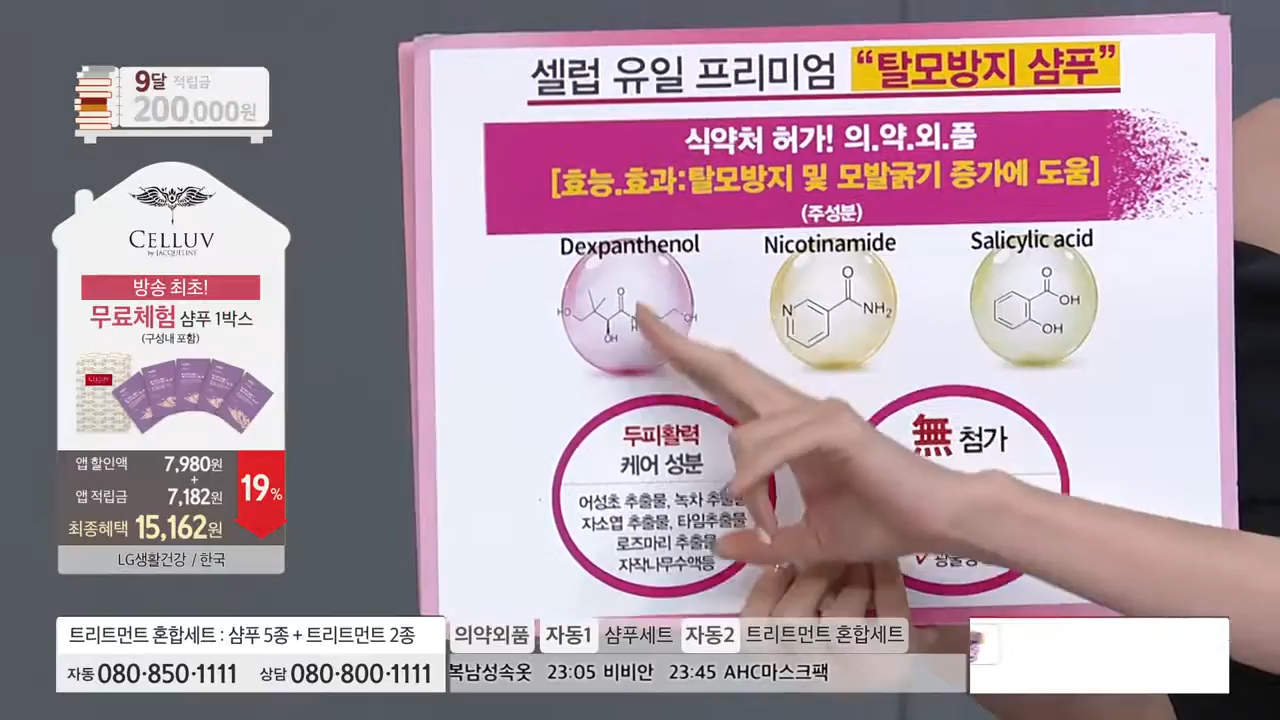 9달 적립금
200,000원
CELLUV
by JACQUELINE
방송 최초!
무료체험 샴푸 1박스
(구성내 포함)
CELLUV
앱 할인액 7,980원
+
앱 적립금 7,182원
19%
최종혜택 15,162원
LG생활건강 / 한국
셀럽 유일 프리미엄 “탈모방지 샴푸”
식약처 허가! 의.약.외.품
[효능.효과:탈모방지 및 모발굵기 증가에 도움]
(주성분)
Dexpanthenol Nicotinamide Salicylic acid
HO O N H OH OH
N O NH₂
O OH OH
두피활력
케어 성분
어성초 추출물, 녹차 추출물
자소엽 추출물, 타임추출물
로즈마리 추출물
자작나무수액등
無 첨가
트리트먼트 혼합세트 : 샴푸 5종 + 트리트먼트 2종
의약외품 자동1 샴푸세트 자동2 트리트먼트 혼합세트
자동 080·850·1111 상담 080·800·1111
복남성속옷 23:05 비비안 23:45 AHC마스크팩